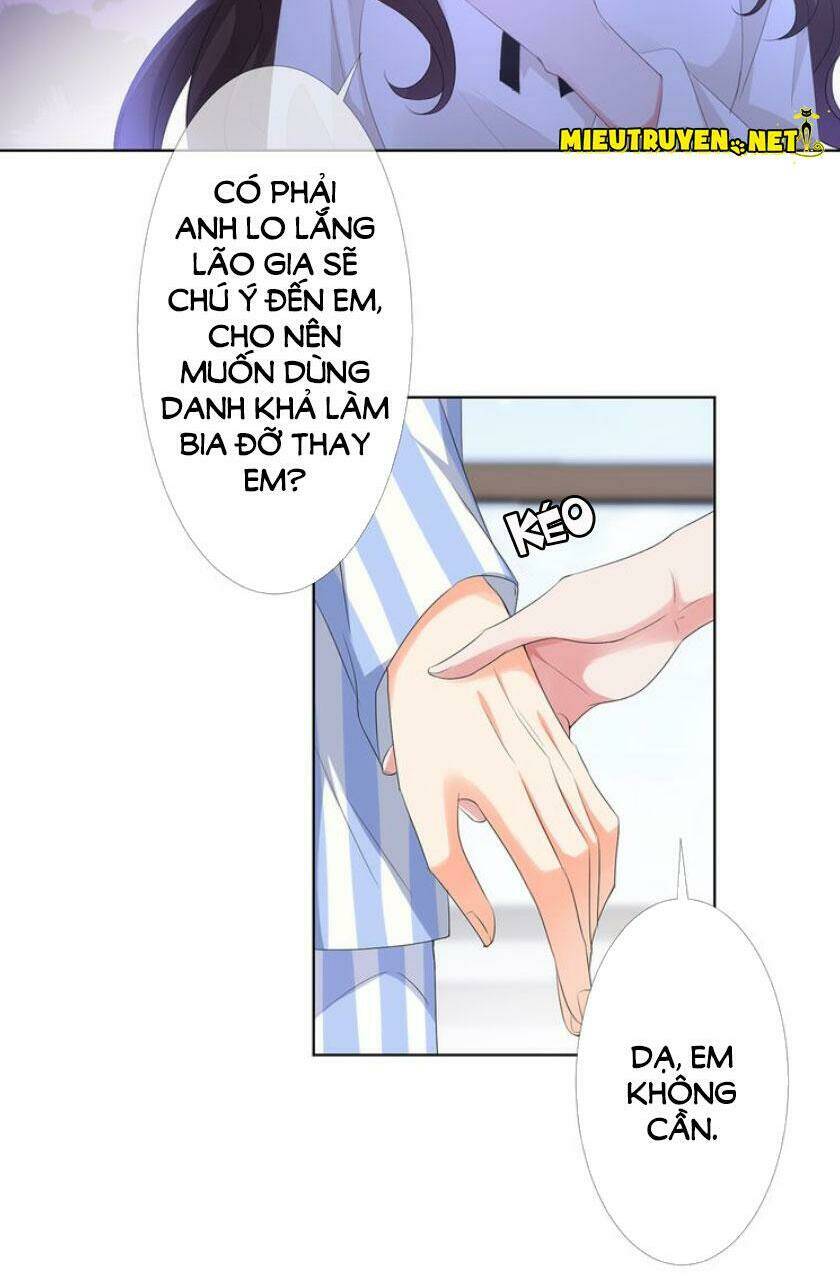 MIEUTRUYEN.NET
CÓ PHẢI
ANH LO LẮNG
LÃO GIA SẼ
CHÚ Ý ĐẾN EM,
CHO NÊN
MUỐN DÙNG
DANH KHẢ LÀM
BIA ĐỠ THAY
EM?
KÉO
DẠ, EM
KHÔNG
CẦN.